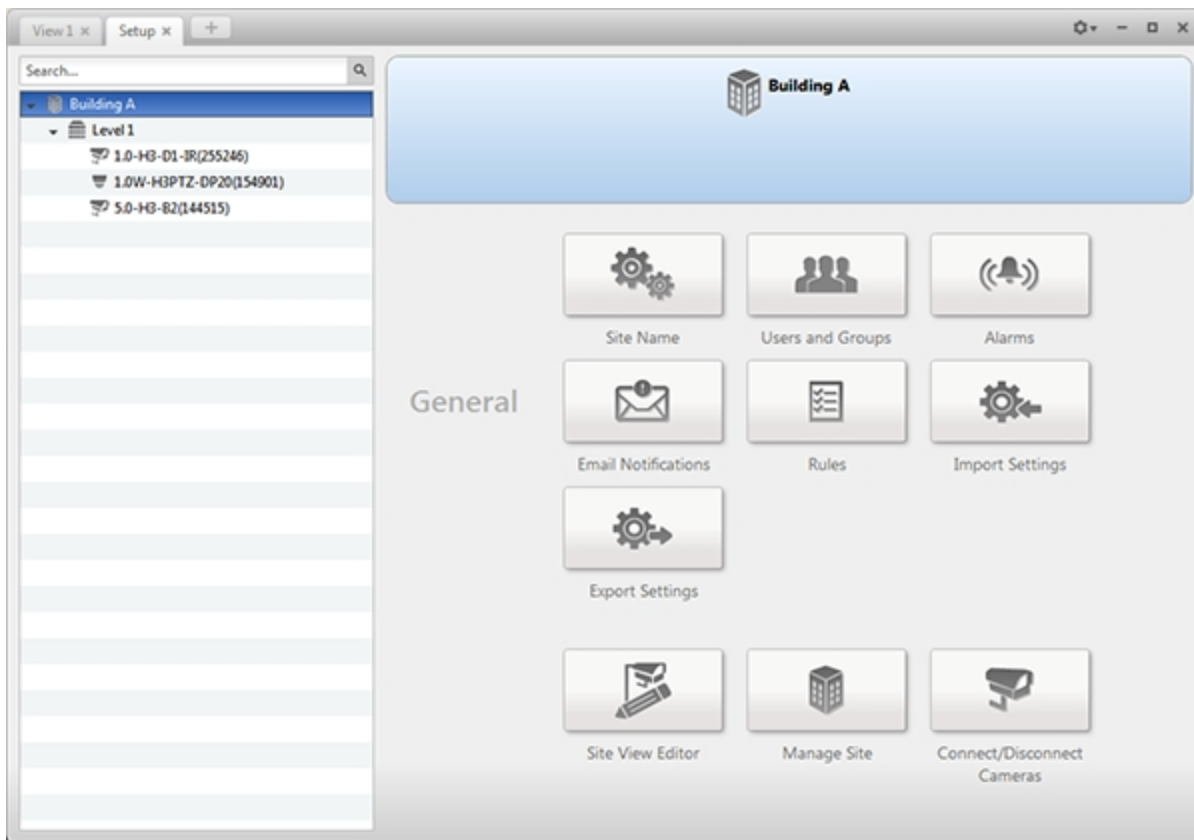 View 1
Setup
Search...
Building A
Level 1
1.0-H3-D1-IR(255246)
1.0W-H3PTZ-DP20(154901)
5.0-H3-B2(144515)
Building A
General
Site Name
Users and Groups
Alarms
Email Notifications
Rules
Import Settings
Export Settings
Site View Editor
Manage Site
Connect/Disconnect
Cameras